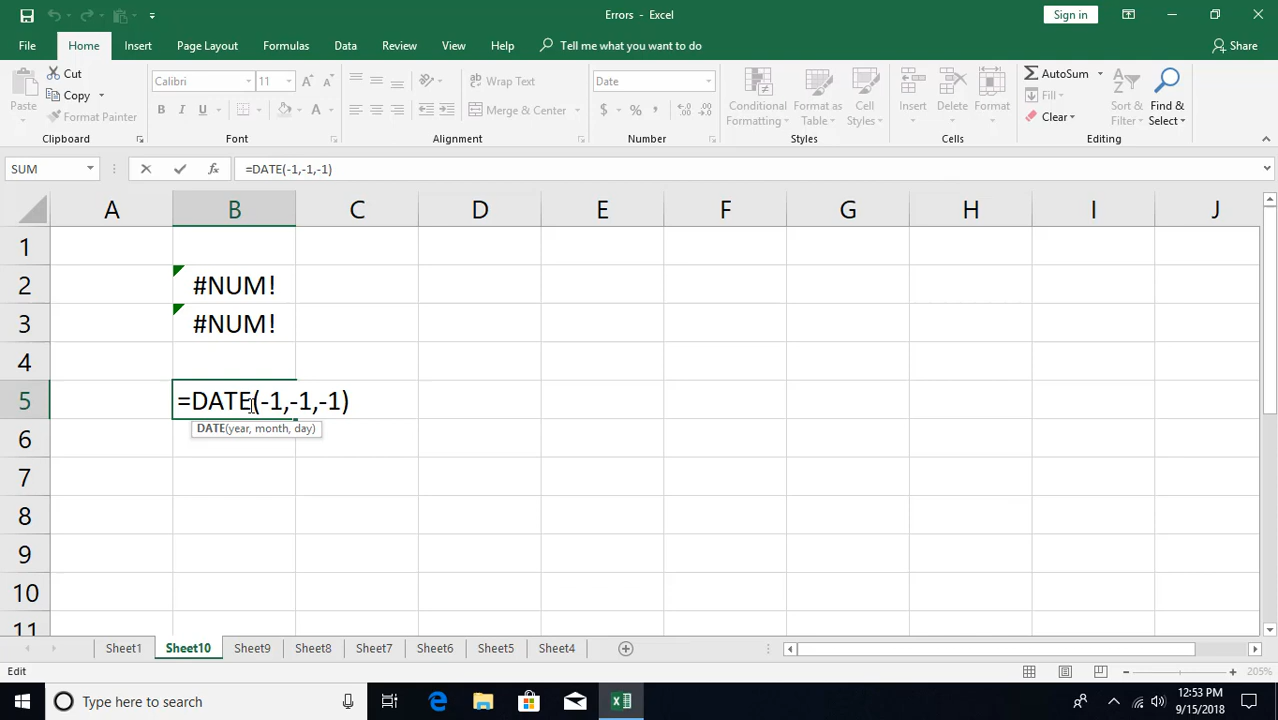 Errors - Excel
Sign in
File Home Insert Page Layout Formulas Data Review View Help Tell me what you want to do Share
Cut
Copy
Format Painter
Paste
Clipboard
Calibri 11
B I U A A A
Font
Wrap Text
Merge & Center
Alignment
Date
$ % ,
Number
Conditional Formatting
Format as Table
Cell Styles
Styles
Insert Delete Format
Cells
AutoSum
Fill
Clear
Sort & Filter
Find & Select
Editing
SUM fx =DATE(-1,-1,-1)
A B C D E F G H I J
1
2 #NUM!
3 #NUM!
4
5 =DATE(-1,-1,-1)
DATE(year, month, day)
6
7
8
9
10
11
Sheet1 Sheet10 Sheet9 Sheet8 Sheet7 Sheet6 Sheet5 Sheet4
Edit 205%
Type here to search
12:53 PM
9/15/2018